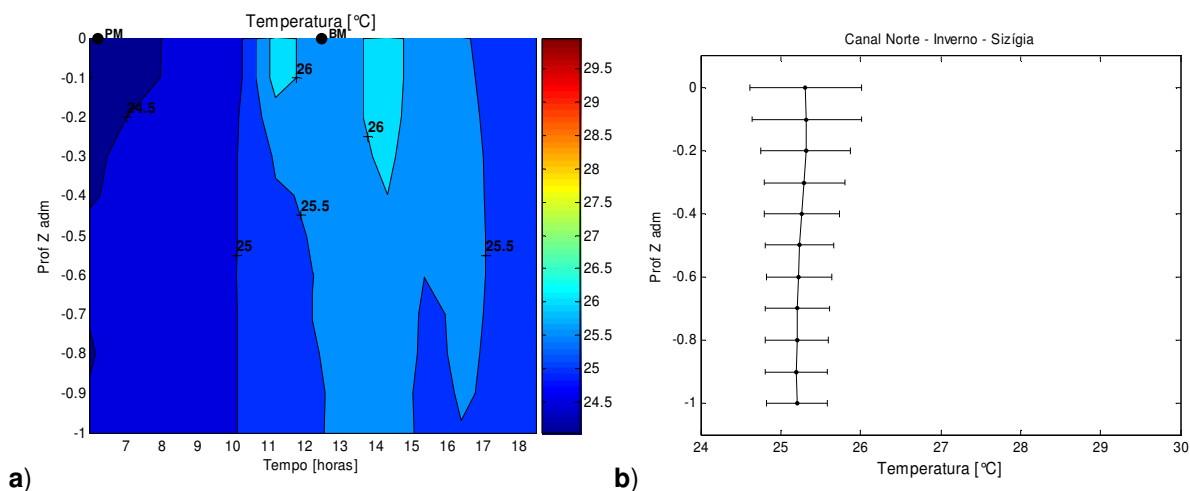 Temperatura [°C]
PM
BM
0
-0.1
-0.2
-0.3
-0.4
-0.5
-0.6
-0.7
-0.8
-0.9
-1
Prof Z adm
24.5
25
25.5
26
26
25.5
7 8 9 10 11 12 13 14 15 16 17 18
Tempo [horas]
29.5
29
28.5
28
27.5
27
26.5
26
25.5
25
24.5
a)
Canal Norte - Inverno - Sizígia
0
-0.2
-0.4
-0.6
-0.8
-1
Prof Z adm
24 25 26 27 28 29 30
Temperatura [°C]
b)